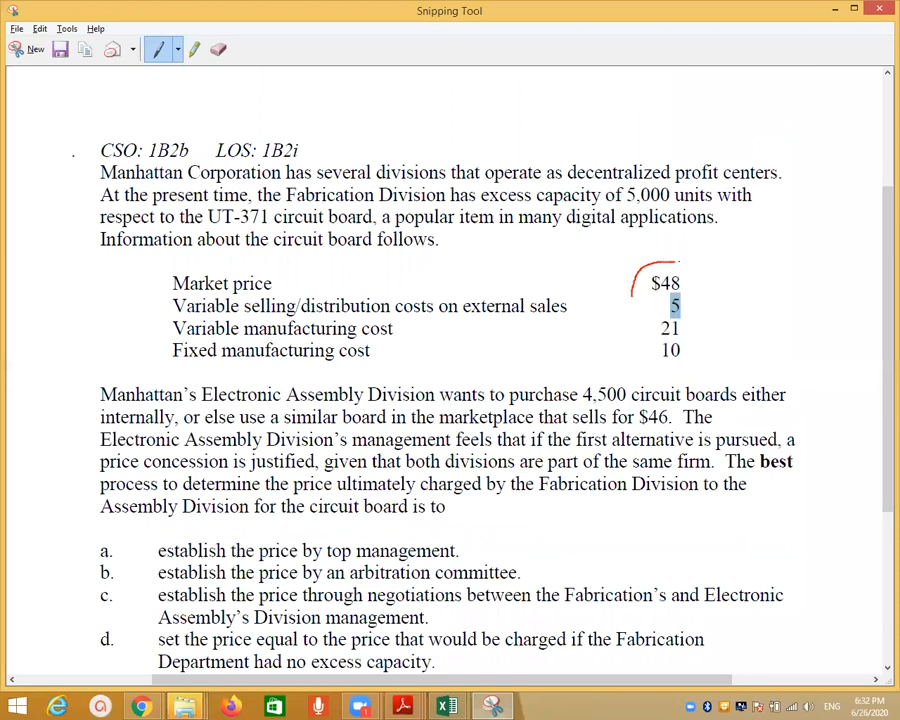 Snipping Tool
File Edit Tools Help
New
. CSO: 1B2b LOS: 1B2i
Manhattan Corporation has several divisions that operate as decentralized profit centers.
At the present time, the Fabrication Division has excess capacity of 5,000 units with
respect to the UT-371 circuit board, a popular item in many digital applications.
Information about the circuit board follows.
Market price $48
Variable selling/distribution costs on external sales 5
Variable manufacturing cost 21
Fixed manufacturing cost 10
Manhattan's Electronic Assembly Division wants to purchase 4,500 circuit boards either
internally, or else use a similar board in the marketplace that sells for $46. The
Electronic Assembly Division's management feels that if the first alternative is pursued, a
price concession is justified, given that both divisions are part of the same firm. The best
process to determine the price ultimately charged by the Fabrication Division to the
Assembly Division for the circuit board is to
a. establish the price by top management.
b. establish the price by an arbitration committee.
c. establish the price through negotiations between the Fabrication's and Electronic
Assembly's Division management.
d. set the price equal to the price that would be charged if the Fabrication
Department had no excess capacity.
ENG
6:32 PM
6/26/2020